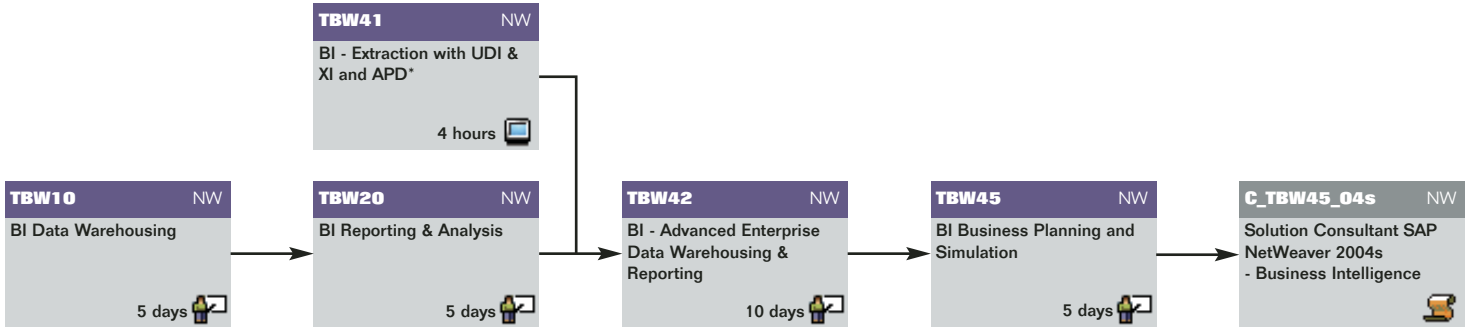 TBW41 NW
BI - Extraction with UDI &
XI and APD*
4 hours
TBW10 NW
BI Data Warehousing
5 days
TBW20 NW
BI Reporting & Analysis
5 days
TBW42 NW
BI - Advanced Enterprise
Data Warehousing &
Reporting
10 days
TBW45 NW
BI Business Planning and
Simulation
5 days
C_TBW45_04s NW
Solution Consultant SAP
NetWeaver 2004s
- Business Intelligence